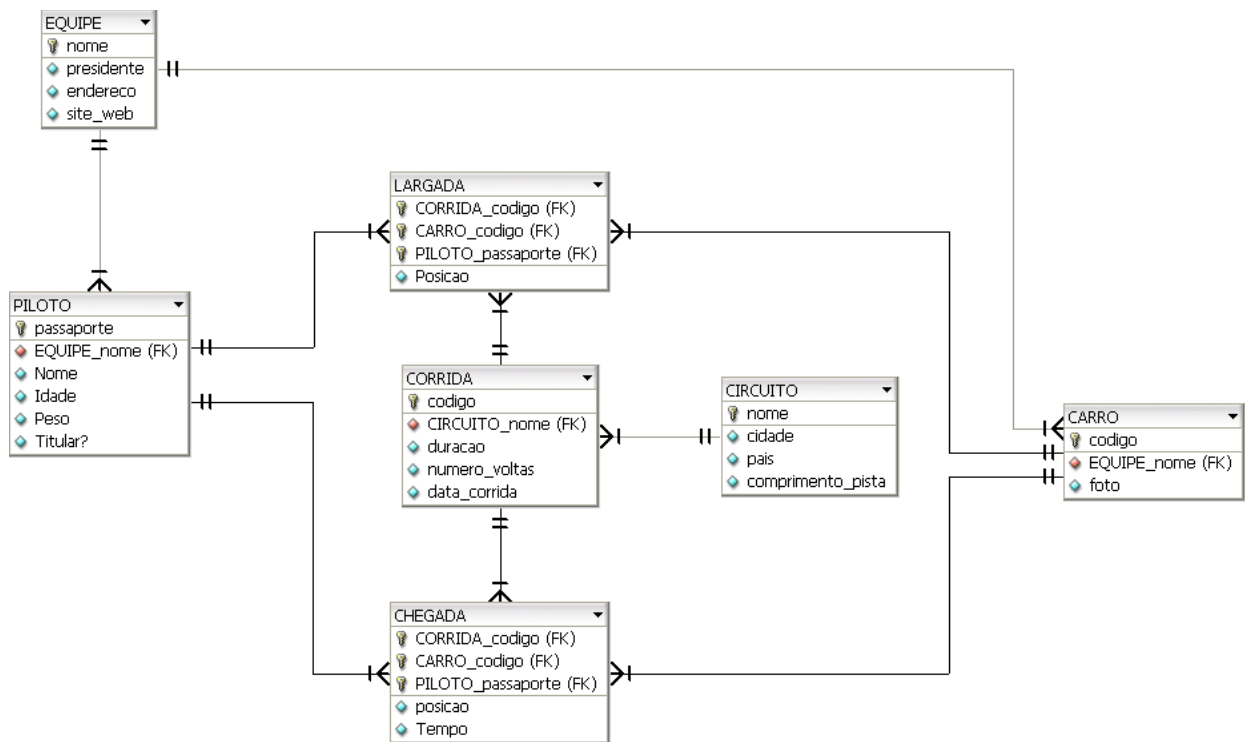 EQUIPE
nome
presidente
endereco
site_web
LARGADA
CORRIDA_codigo (FK)
CARRO_codigo (FK)
PILOTO_passaporte (FK)
Posicao
PILOTO
passaporte
EQUIPE_nome (FK)
Nome
Idade
Peso
Titular?
CORRIDA
codigo
CIRCUITO_nome (FK)
duracao
numero_voltas
data_corrida
CIRCUITO
nome
cidade
pais
comprimento_pista
CARRO
codigo
EQUIPE_nome (FK)
foto
CHEGADA
CORRIDA_codigo (FK)
CARRO_codigo (FK)
PILOTO_passaporte (FK)
posicao
Tempo